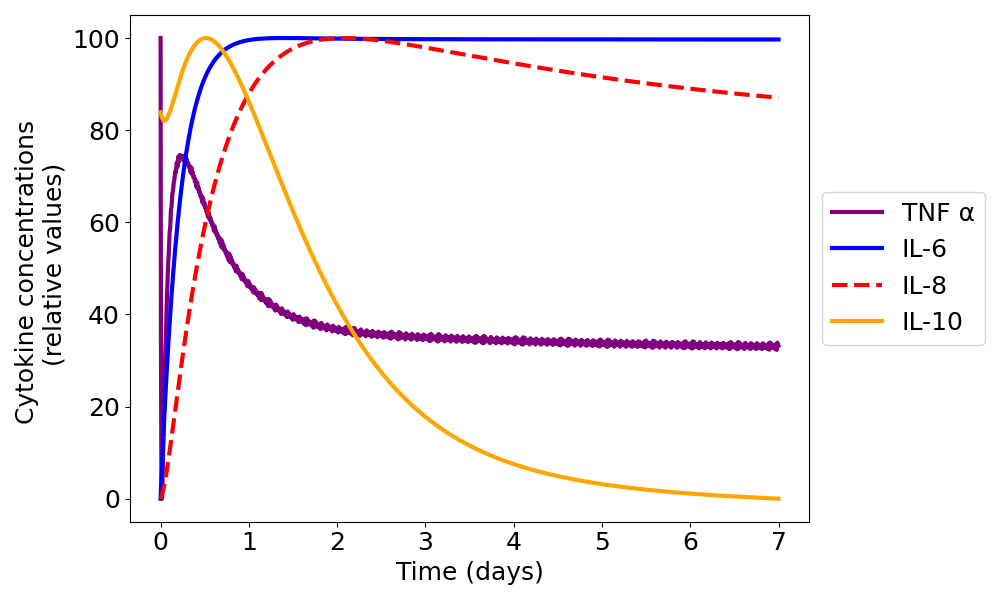 100
80
60
40
20
0
Cytokine concentrations
(relative values)
0 1 2 3 4 5 6 7
Time (days)
TNF α
IL-6
IL-8
IL-10